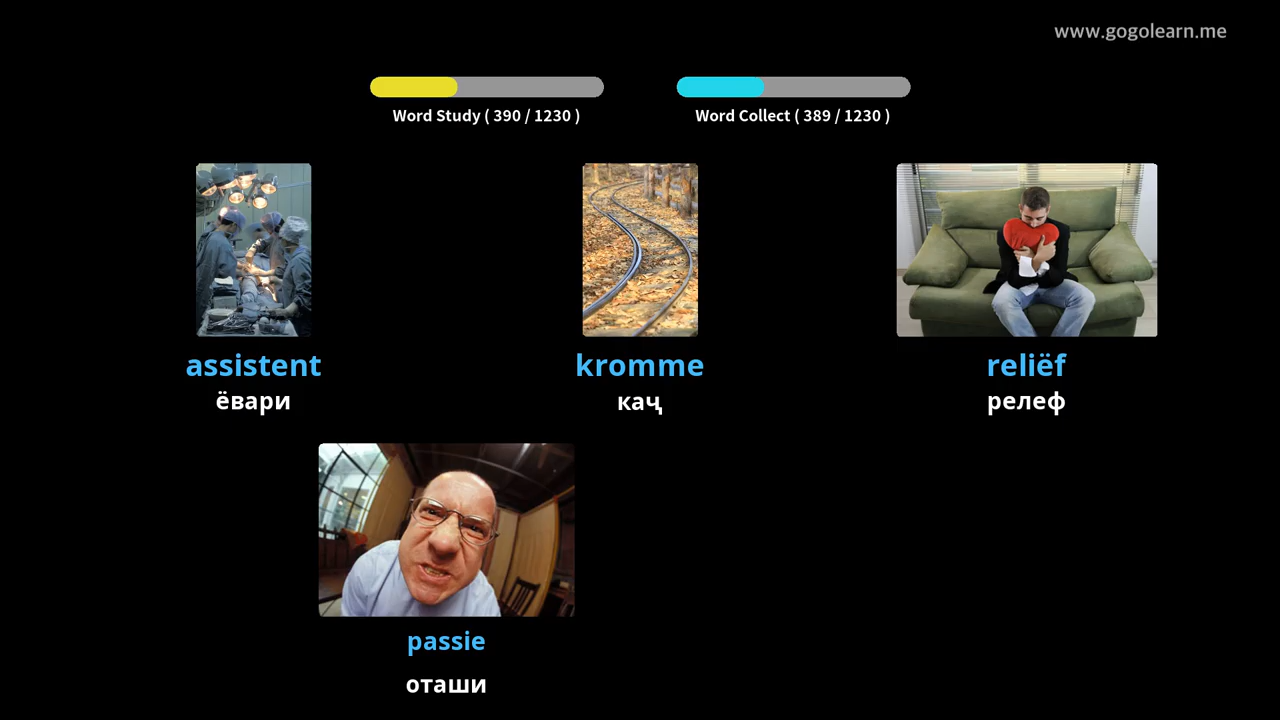 www.gogolearn.me
Word Study ( 390 / 1230 )
Word Collect ( 389 / 1230 )
assistent
kromme
reliëf
ёвари
каҷ
релеф
passie
оташи